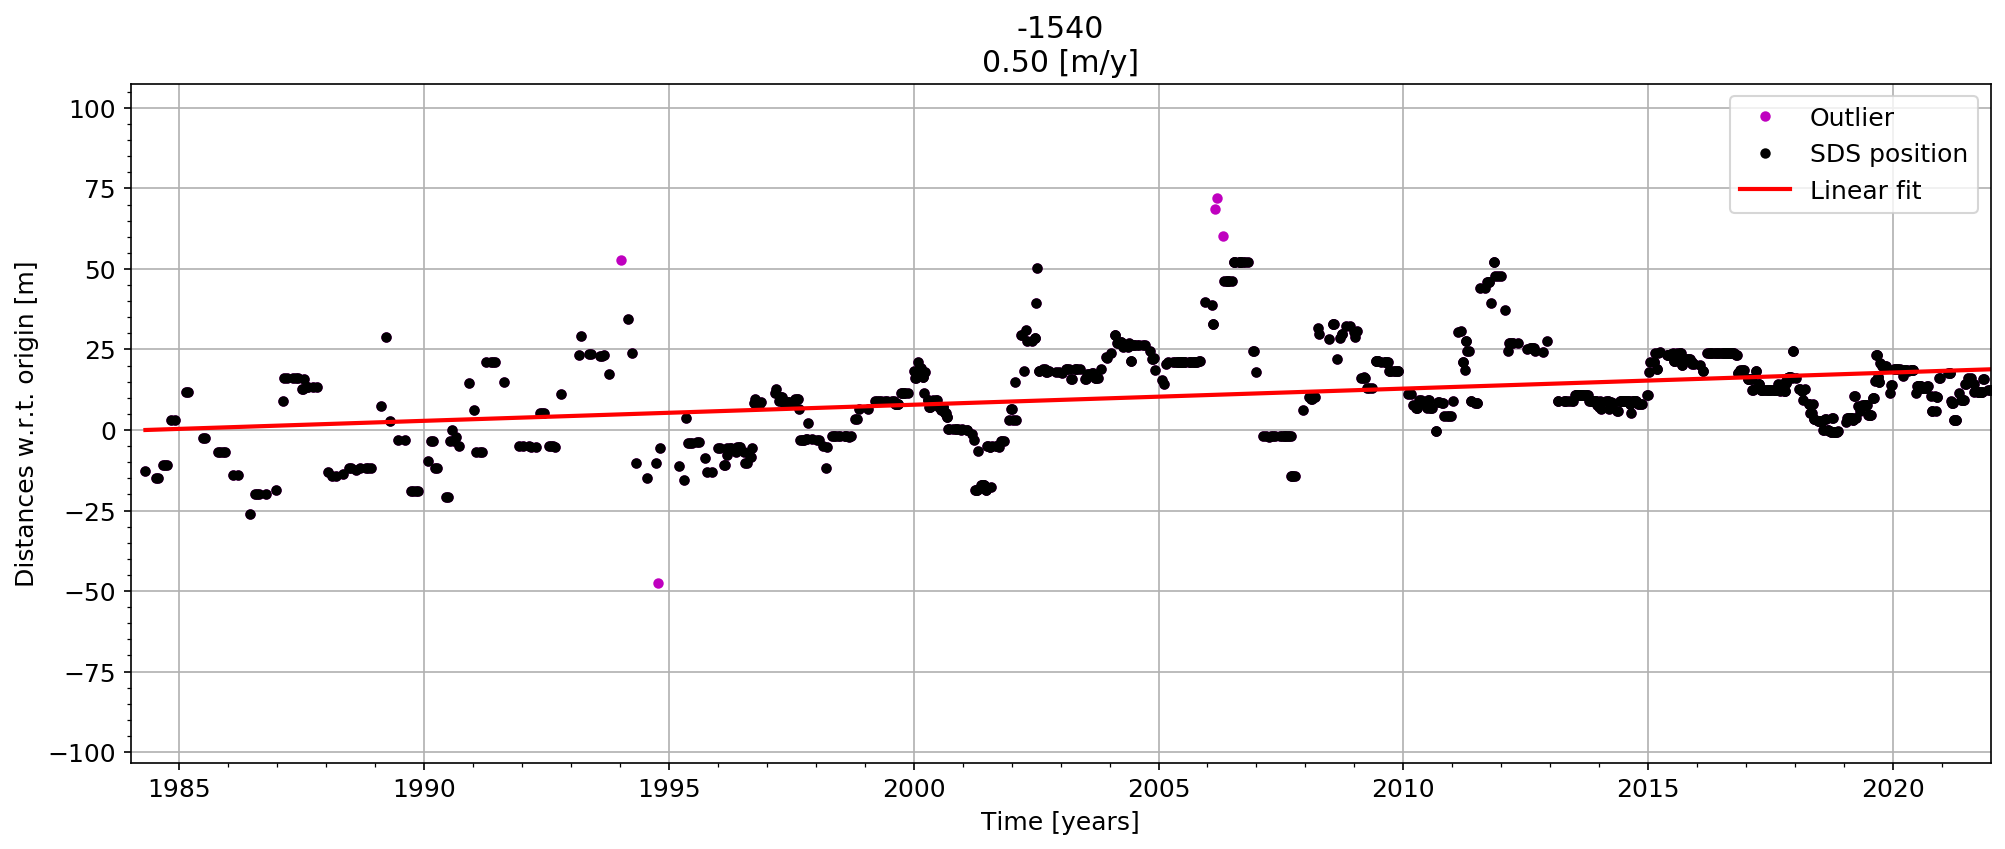 -1540
0.50 [m/y]
Outlier
SDS position
Linear fit
Distances w.r.t. origin [m]
100
75
50
25
0
−25
−50
−75
−100
1985 1990 1995 2000 2005 2010 2015 2020
Time [years]